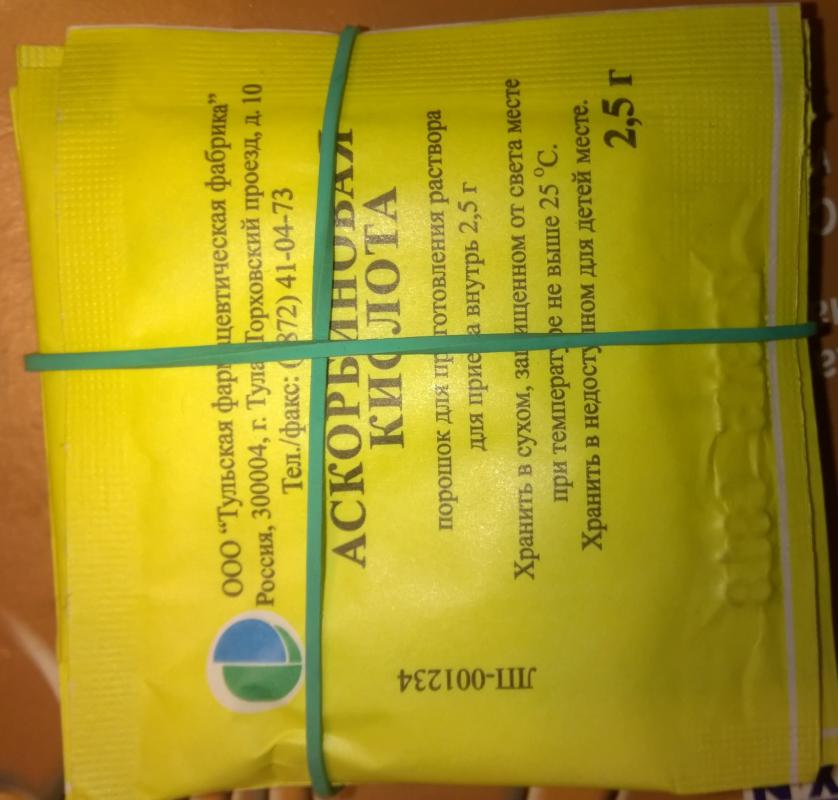 ООО “Тульская фармацевтическая фабрика”
Россия, 300004, г. Тула, Торховский проезд, д. 10
Тел./факс: (4872) 41-04-73
АСКОРБИНОВАЯ
КИСЛОТА
порошок для приготовления раствора
для приема внутрь 2,5 г
Хранить в сухом, защищенном от света месте
при температуре не выше 25 °С.
Хранить в недоступном для детей месте.
2,5 г
ЛП-001234